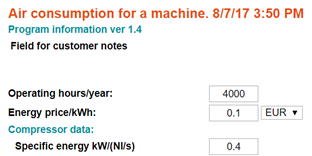 Air consumption for a machine. 8/7/17 3:50 PM
Program information ver 1.4
Field for customer notes
Operating hours/year: 4000
Energy price/kWh: 0.1 EUR ▼
Compressor data:
Specific energy kW/(Nl/s) 0.4